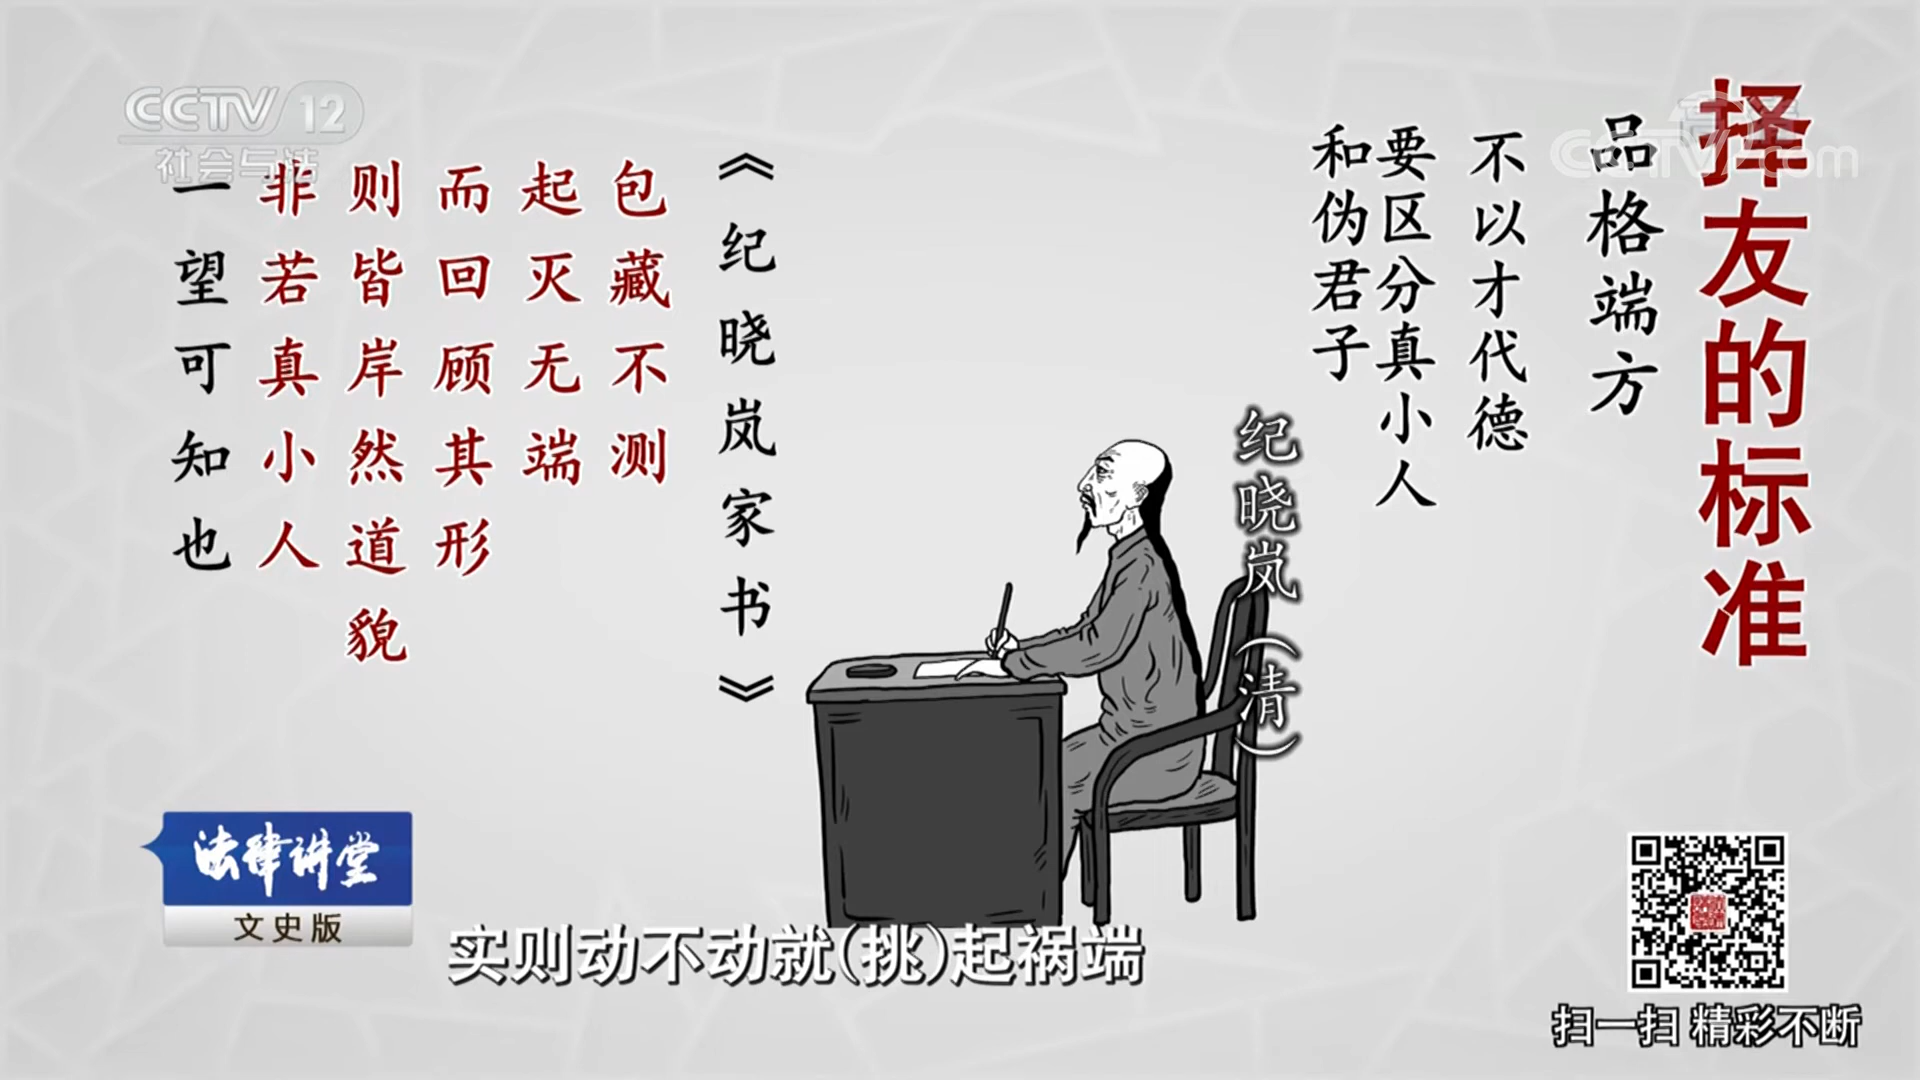 CCTV 12
社会与法
CCTV.com
择友的标准
品格端方
不以才代德
要区分真小人
和伪君子
纪晓岚(清)
《纪晓岚家书》
包藏不测
起灭无端
而回顾其形
则皆岸然道貌
非若真小人
一望可知也
法律讲堂
文史版
实则动不动就(挑)起祸端
扫一扫 精彩不断